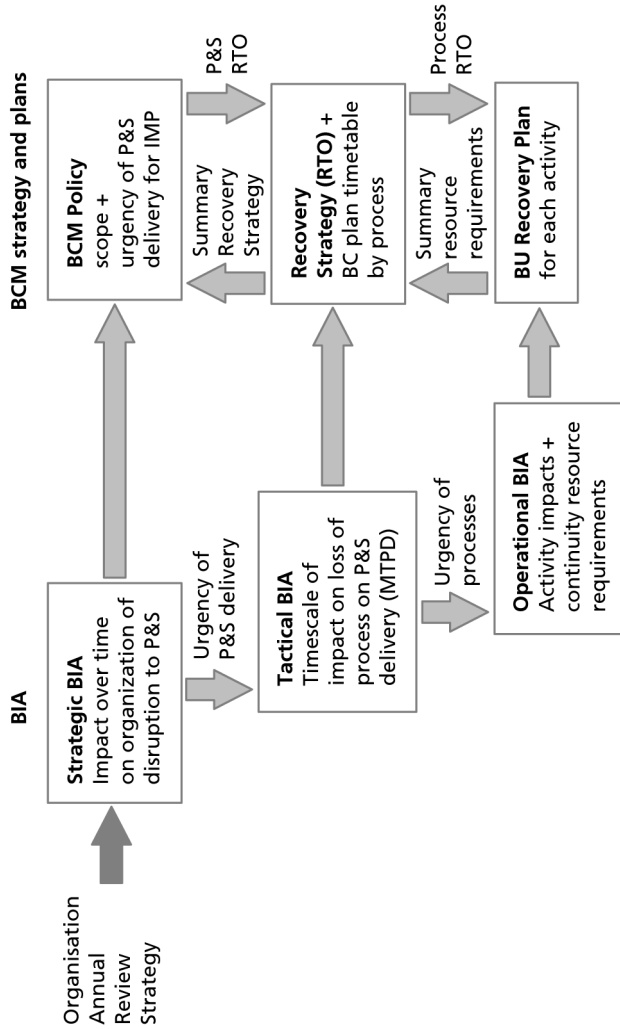 BIA
BCM strategy and plans
Organisation
Annual
Review
Strategy
Strategic BIA
Impact over time
on organization of
disruption to P&S
BCM Policy
scope +
urgency of P&S
delivery for IMP
Urgency of
P&S delivery
Summary
Recovery
Strategy
P&S
RTO
Tactical BIA
Timescale of
impact on loss of
process on P&S
delivery (MTPD)
Recovery
Strategy (RTO) +
BC plan timetable
by process
Urgency of
processes
Summary
resource
requirements
Process
RTO
Operational BIA
Activity impacts +
continuity resource
requirements
BU Recovery Plan
for each activity